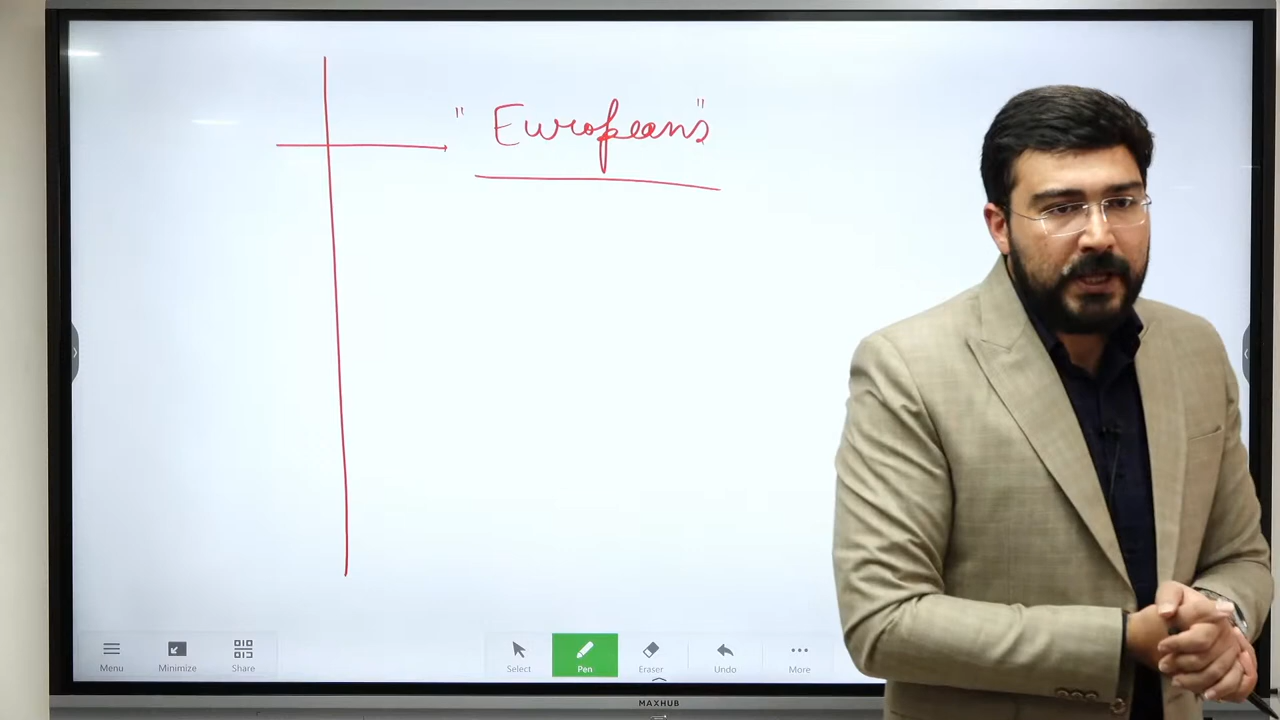 " Europeans"
Menu
Minimize
Share
Select
Pen
Eraser
Undo
More
MAXHUB